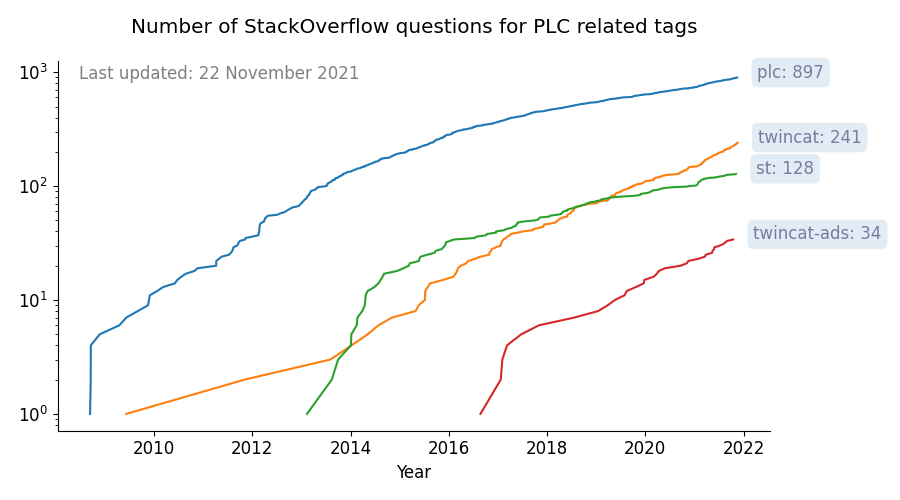 Number of StackOverflow questions for PLC related tags
Last updated: 22 November 2021
10³
10²
10¹
10⁰
plc: 897
twincat: 241
st: 128
twincat-ads: 34
2010 2012 2014 2016 2018 2020 2022
Year